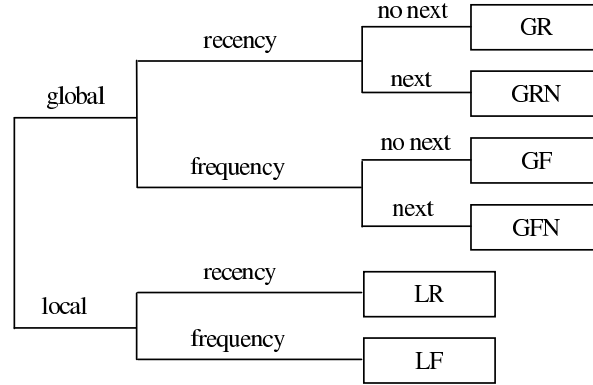 no next
GR
recency
global
next
GRN
no next
GF
frequency
next
GFN
recency
LR
local
frequency
LF